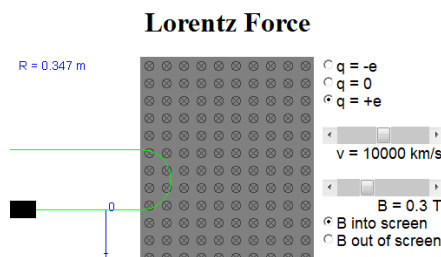 Lorentz Force
R = 0.347 m
q = -e
q = 0
q = +e
v = 10000 km/s
B = 0.3 T
B into screen
B out of screen
0